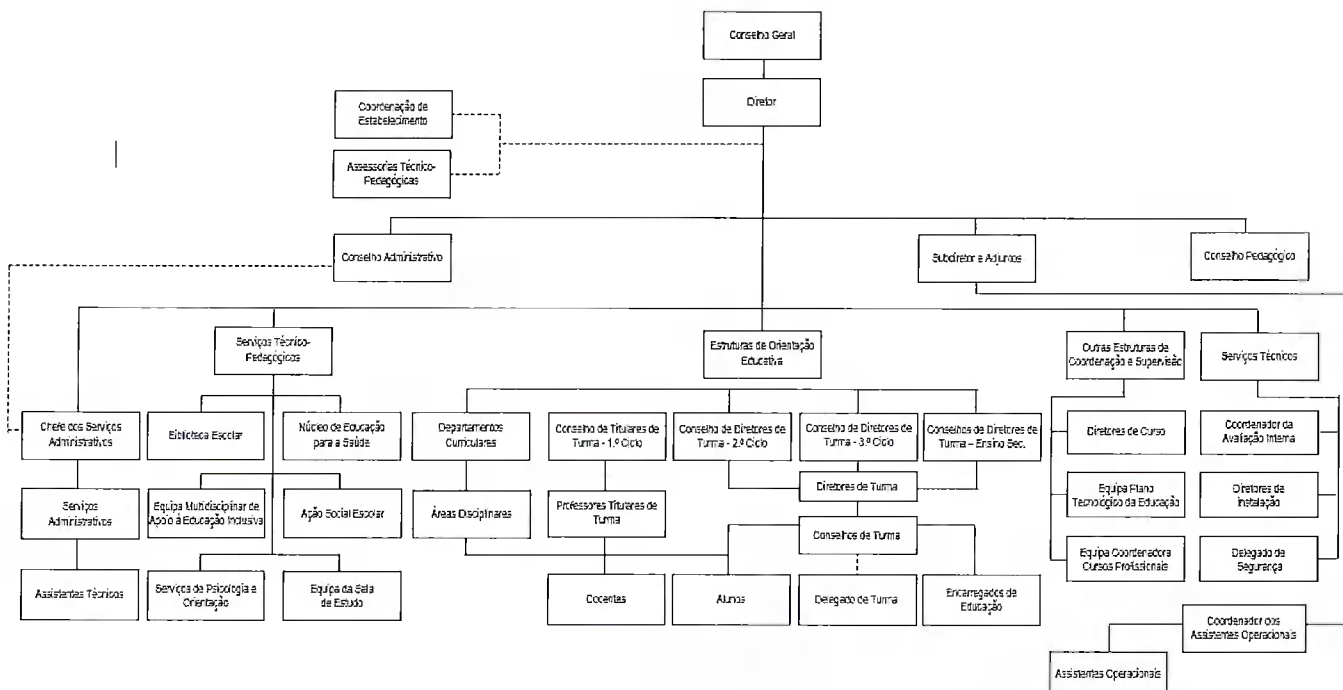 Conselho Geral
Diretor
Coordenação de
Estabelecimento
Assessorias Técnico-
Pedagógicas
Conselho Administrativo
Subdiretor e Adjuntos
Conselho Pedagógico
Serviços Técnico-
Pedagógicos
Estruturas de Orientação
Educativa
Outras Estruturas de
Coordenação e Supervisão
Serviços Técnicos
Chefe dos Serviços
Administrativos
Biblioteca Escolar
Núcleo de Educação
para a Saúde
Departamentos
Curriculares
Conselho de Titulares de
Turma - 1.º Ciclo
Conselho de Diretores de
Turma - 2.º Ciclo
Conselho de Diretores de
Turma - 3.º Ciclo
Conselhos de Diretores de
Turma – Ensino Sec.
Diretores de Curso
Coordenador da
Avaliação Interna
Serviços
Administrativos
Equipa Multidisciplinar de
Apoio à Educação Inclusiva
Ação Social Escolar
Áreas Disciplinares
Professores Titulares de
Turma
Diretores de Turma
Equipa Plano
Tecnológico da Educação
Diretores de
Instalação
Conselhos de Turma
Assistentes Técnicos
Serviços de Psicologia e
Orientação
Equipa da Sala
de Estudo
Docentes
Alunos
Delegado de Turma
Encarregados de
Educação
Equipa Coordenadora
Cursos Profissionais
Delegado de
Segurança
Coordenador dos
Assistentes Operacionais
Assistentes Operacionais